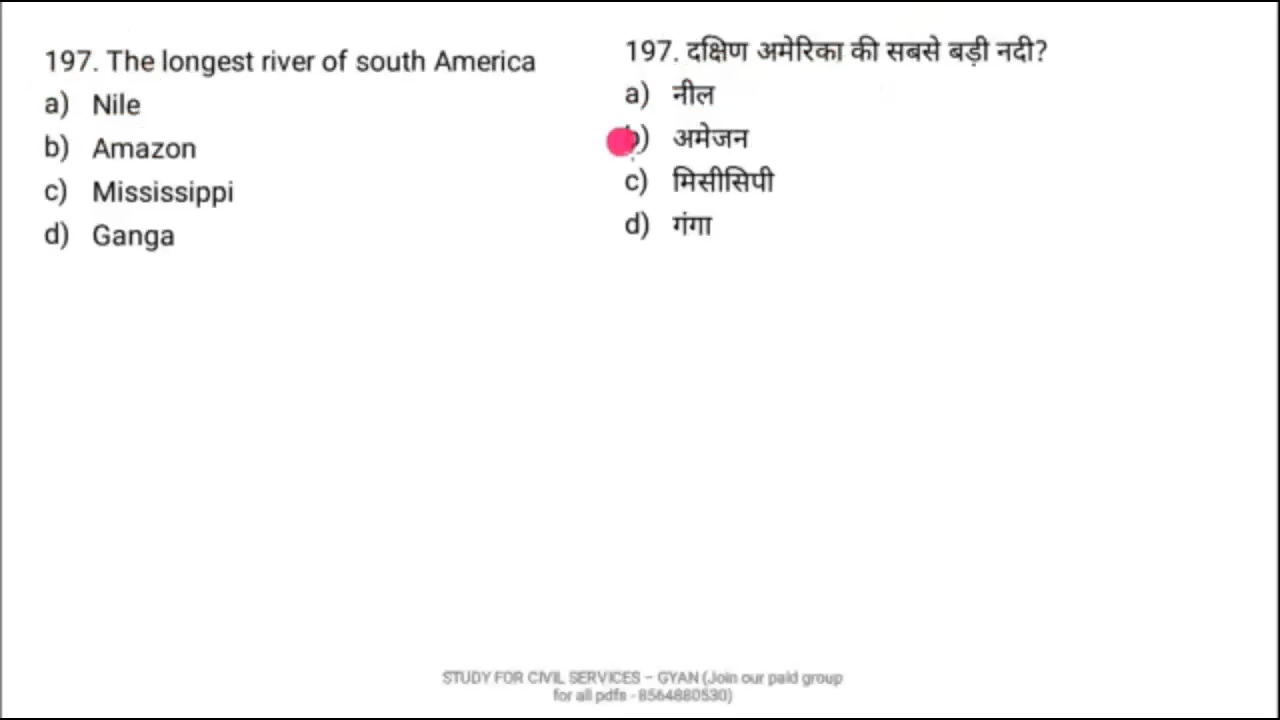 197. The longest river of south America
a) Nile
b) Amazon
c) Mississippi
d) Ganga
197. दक्षिण अमेरिका की सबसे बड़ी नदी?
a) नील
b) अमेजन
c) मिसीसिपी
d) गंगा
STUDY FOR CIVIL SERVICES – GYAN (Join our paid group
for all pdfs - 8564880530)